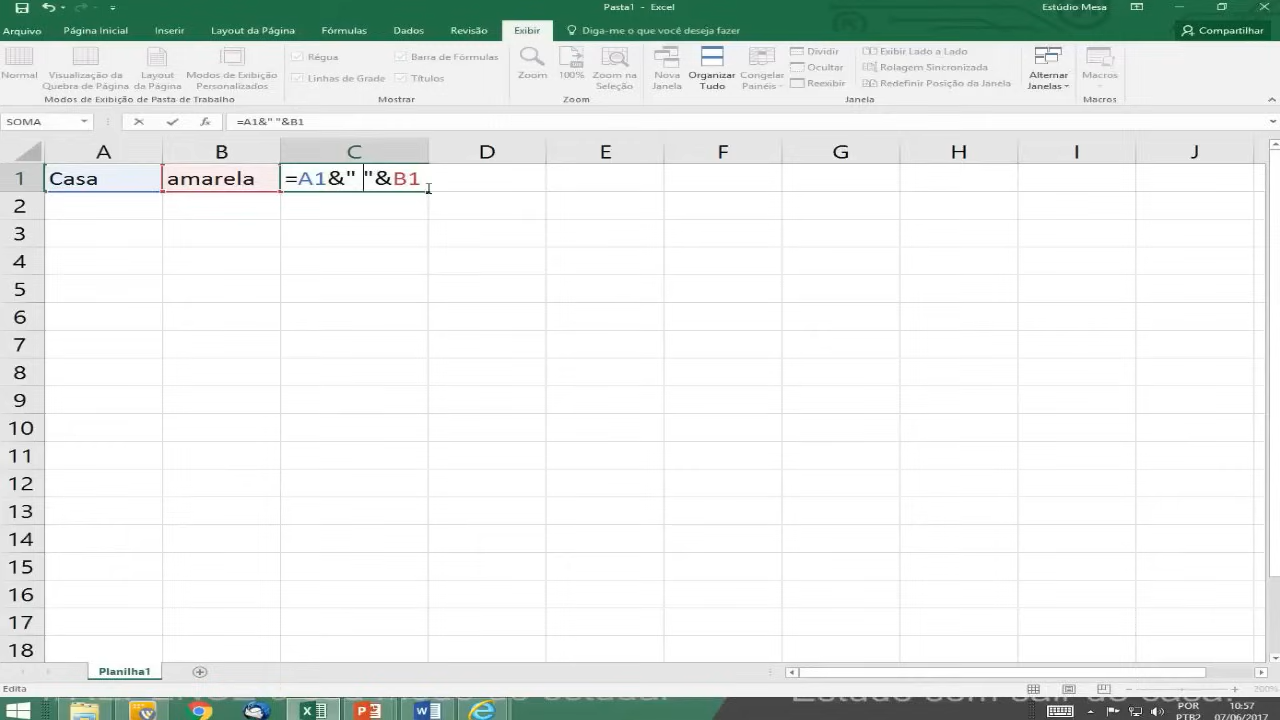 Pasta1 - Excel
Estúdio Mesa
Arquivo Página Inicial Inserir Layout da Página Fórmulas Dados Revisão Exibir Diga-me o que você deseja fazer Compartilhar
Normal Visualização da Quebra de Página Layout da Página Modos de Exibição Personalizados
Modos de Exibição de Pasta de Trabalho
Régua Barra de Fórmulas
Linhas de Grade Títulos
Mostrar
Zoom 100% Zoom na Seleção
Zoom
Nova Janela Organizar Tudo Congelar Painéis
Dividir Exibir Lado a Lado
Ocultar Rolagem Sincronizada
Reexibir Redefinir Posição da Janela
Alternar Janelas
Janela
Macros
Macros
SOMA fx =A1&" "&B1
A B C D E F G H I J
1 Casa amarela =A1&" "&B1
2
3
4
5
6
7
8
9
10
11
12
13
14
15
16
17
18
Planilha1
Edita 200%
POR 10:57
PTB2 07/06/2017